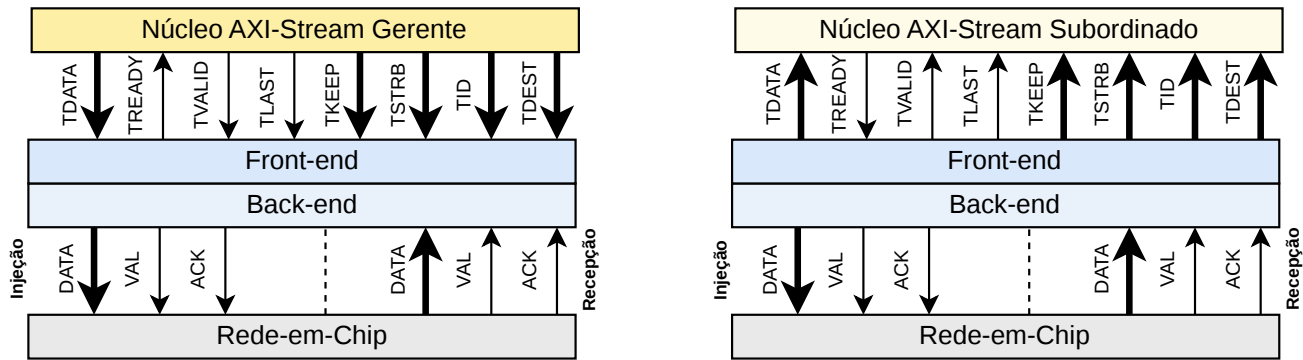 Núcleo AXI-Stream Gerente
TDATA
TREADY
TVALID
TLAST
TKEEP
TSTRB
TID
TDEST
Front-end
Back-end
Injeção
DATA
VAL
ACK
DATA
VAL
ACK
Recepção
Rede-em-Chip
Núcleo AXI-Stream Subordinado
TDATA
TREADY
TVALID
TLAST
TKEEP
TSTRB
TID
TDEST
Front-end
Back-end
Injeção
DATA
VAL
ACK
DATA
VAL
ACK
Recepção
Rede-em-Chip